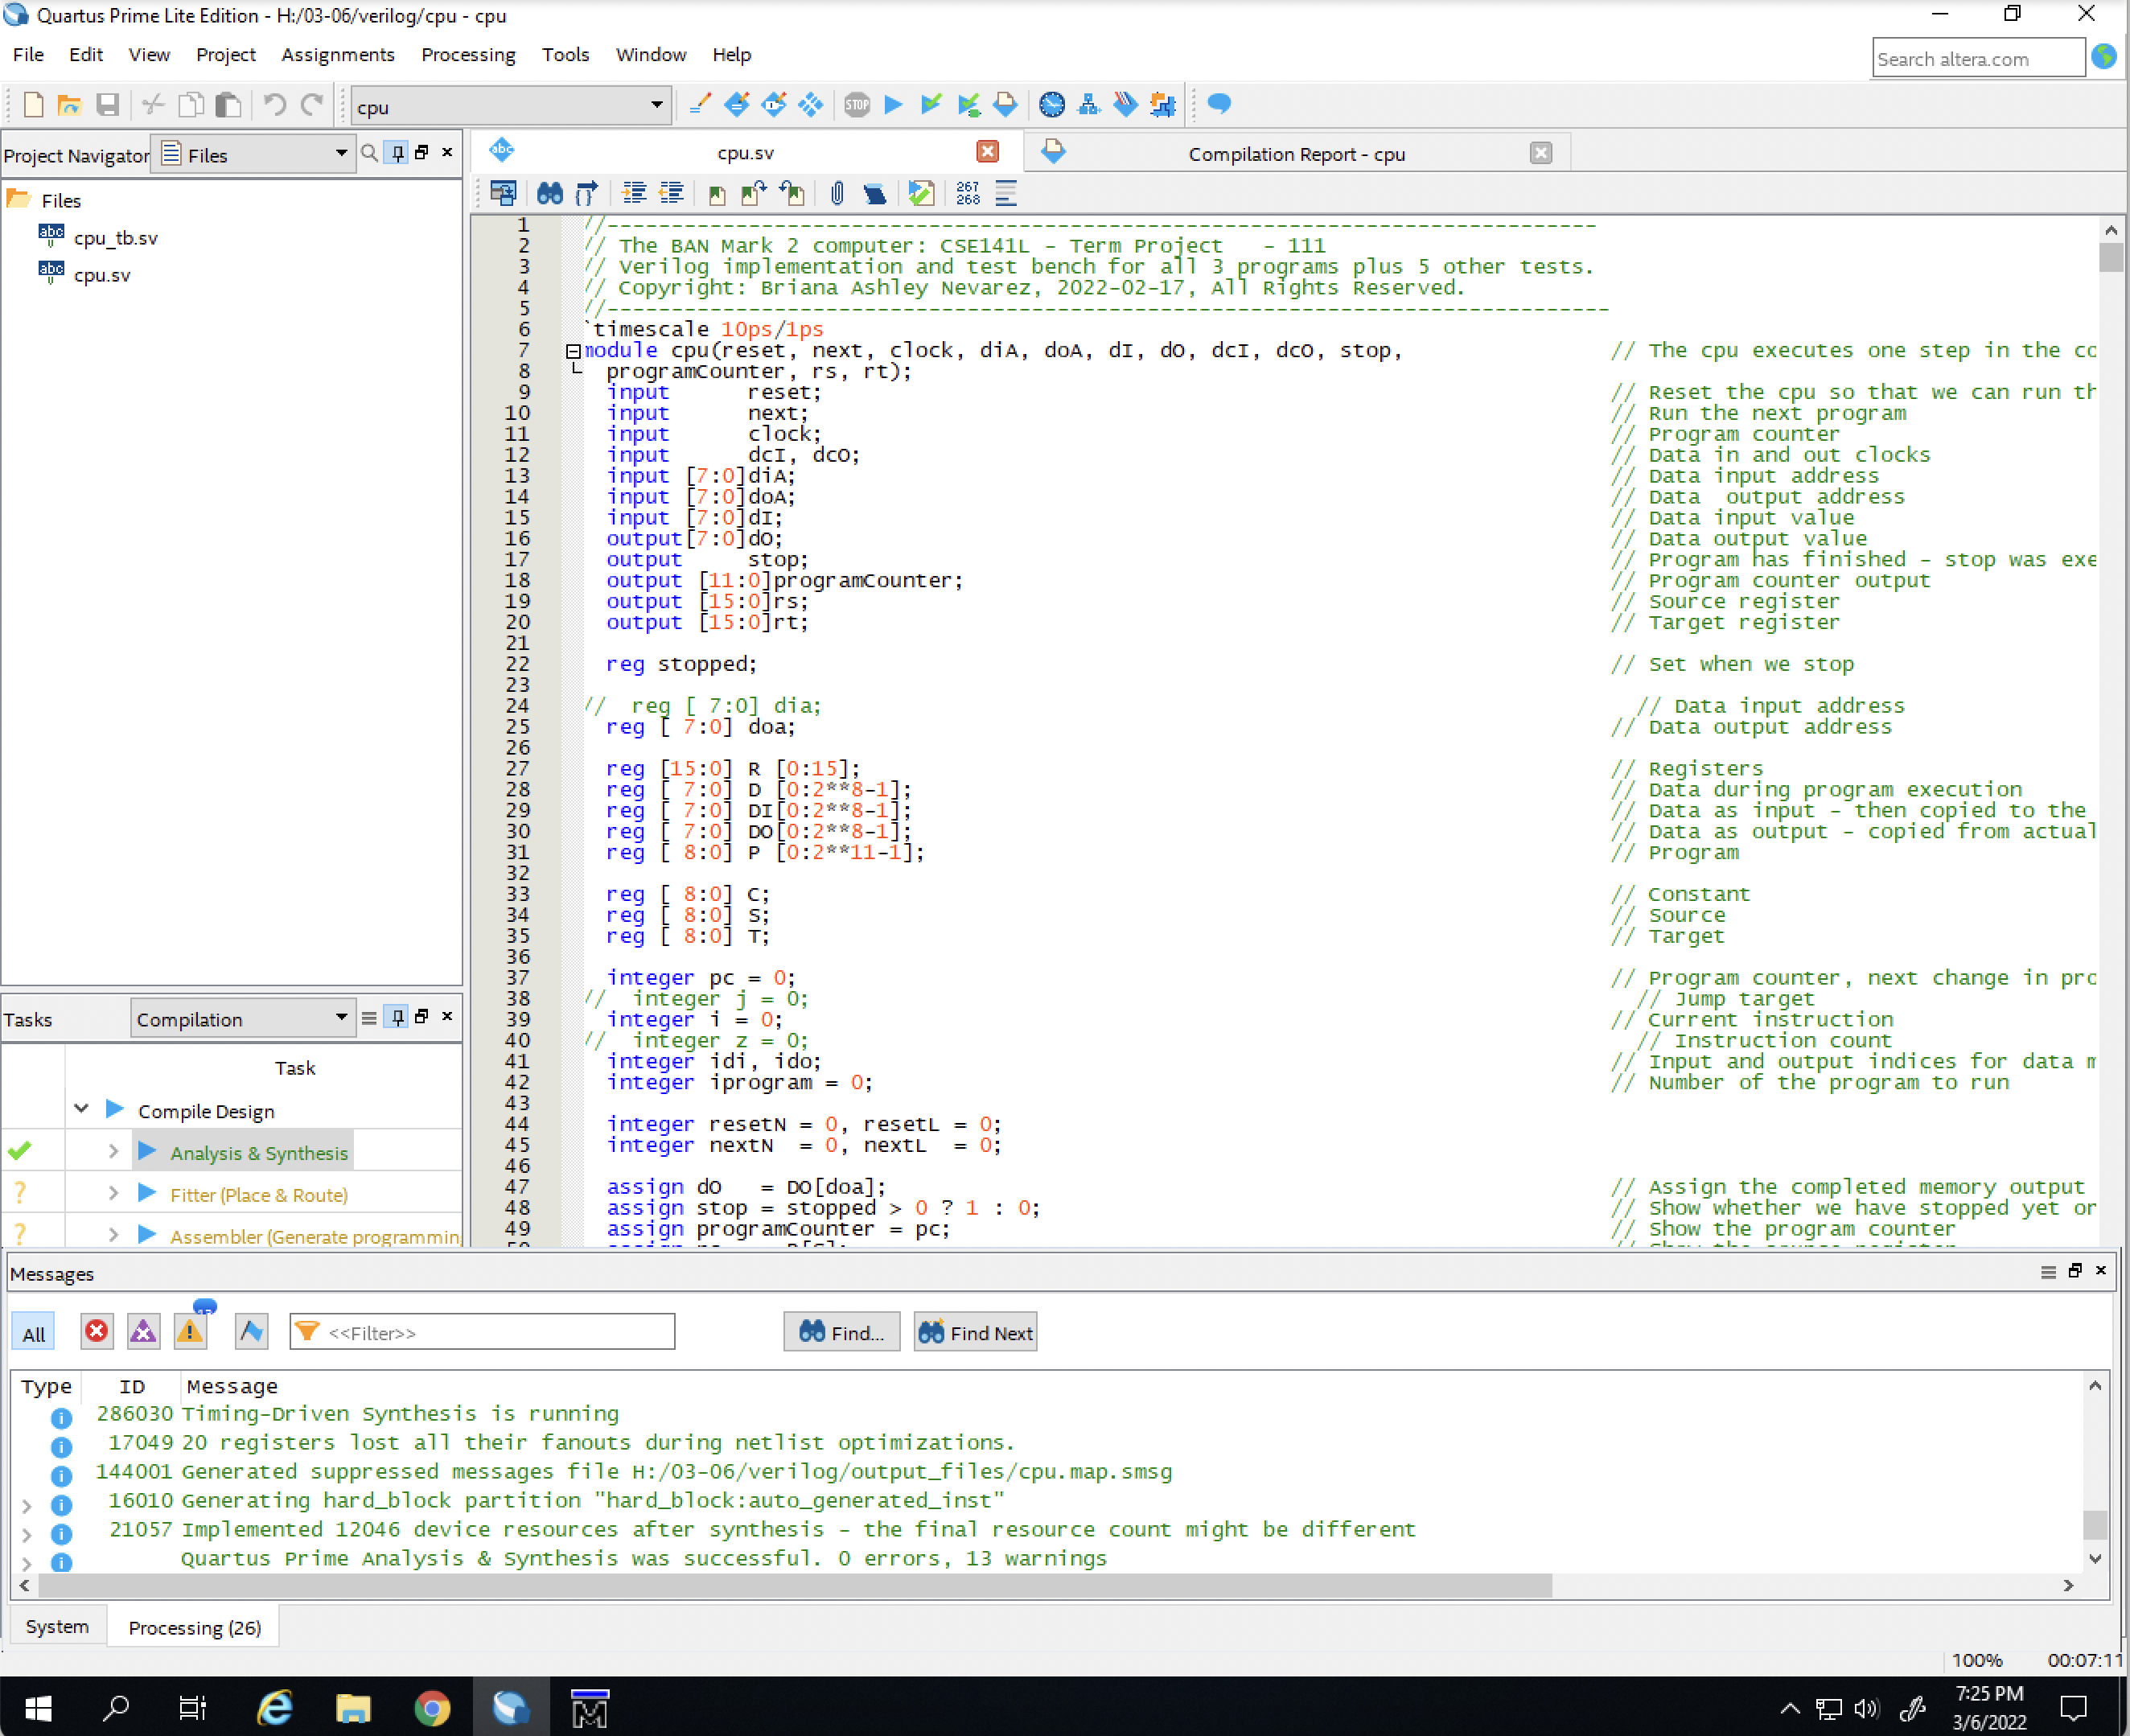 Quartus Prime Lite Edition - H:/03-06/verilog/cpu - cpu
File Edit View Project Assignments Processing Tools Window Help
Search altera.com
cpu
STOP
Project Navigator Files
Files
cpu_tb.sv
cpu.sv
Tasks Compilation
Task
Compile Design
Analysis & Synthesis
Fitter (Place & Route)
Assembler (Generate programmin
cpu.sv
Compilation Report - cpu
267
268
1 //-----------------------------------------------------------------------------
2 // The BAN Mark 2 computer: CSE141L - Term Project   - 111
3 // Verilog implementation and test bench for all 3 programs plus 5 other tests.
4 // Copyright: Briana Ashley Nevarez, 2022-02-17, All Rights Reserved.
5 //------------------------------------------------------------------------------
6 `timescale 10ps/1ps
7 module cpu(reset, next, clock, diA, doA, dI, dO, dcI, dcO, stop, // The cpu executes one step in the co
8 programCounter, rs, rt);
9 input      reset; // Reset the cpu so that we can run th
10 input      next; // Run the next program
11 input      clock; // Program counter
12 input      dcI, dcO; // Data in and out clocks
13 input [7:0]diA; // Data input address
14 input [7:0]doA; // Data  output address
15 input [7:0]dI; // Data input value
16 output[7:0]dO; // Data output value
17 output     stop; // Program has finished - stop was exe
18 output [11:0]programCounter; // Program counter output
19 output [15:0]rs; // Source register
20 output [15:0]rt; // Target register
21
22 reg stopped; // Set when we stop
23
24 //  reg [ 7:0] dia; // Data input address
25 reg [ 7:0] doa; // Data output address
26
27 reg [15:0] R [0:15]; // Registers
28 reg [ 7:0] D [0:2**8-1]; // Data during program execution
29 reg [ 7:0] DI[0:2**8-1]; // Data as input - then copied to the
30 reg [ 7:0] DO[0:2**8-1]; // Data as output - copied from actual
31 reg [ 8:0] P [0:2**11-1]; // Program
32
33 reg [ 8:0] C; // Constant
34 reg [ 8:0] S; // Source
35 reg [ 8:0] T; // Target
36
37 integer pc = 0; // Program counter, next change in pro
38 //  integer j = 0; // Jump target
39 integer i = 0; // Current instruction
40 //  integer z = 0; // Instruction count
41 integer idi, ido; // Input and output indices for data m
42 integer iprogram = 0; // Number of the program to run
43
44 integer resetN = 0, resetL = 0;
45 integer nextN  = 0, nextL  = 0;
46
47 assign dO   = DO[doa]; // Assign the completed memory output
48 assign stop = stopped > 0 ? 1 : 0; // Show whether we have stopped yet or
49 assign programCounter = pc; // Show the program counter
Messages
13
All <<Filter>> Find... Find Next
Type ID Message
286030 Timing-Driven Synthesis is running
17049 20 registers lost all their fanouts during netlist optimizations.
144001 Generated suppressed messages file H:/03-06/verilog/output_files/cpu.map.smsg
16010 Generating hard_block partition "hard_block:auto_generated_inst"
21057 Implemented 12046 device resources after synthesis - the final resource count might be different
Quartus Prime Analysis & Synthesis was successful. 0 errors, 13 warnings
System Processing (26)
100% 00:07:11
7:25 PM
3/6/2022